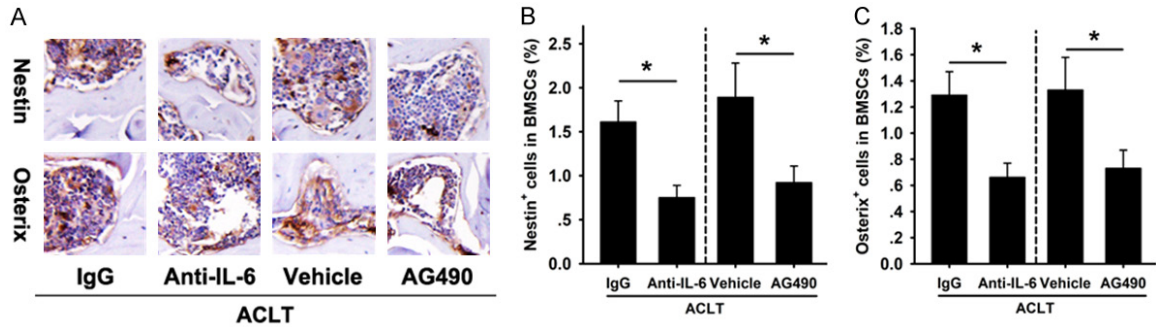 A
Nestin
Osterix
IgG Anti-IL-6 Vehicle AG490
ACLT
B
Nestin+ cells in BMSCs (%)
2.5
2.0
1.5
1.0
.5
0.0
* *
IgG Anti-IL-6 Vehicle AG490
ACLT
C
Osterix+ cells in BMSCs (%)
1.8
1.6
1.4
1.2
1.0
.8
.6
.4
.2
0.0
* *
IgG Anti-IL-6 Vehicle AG490
ACLT